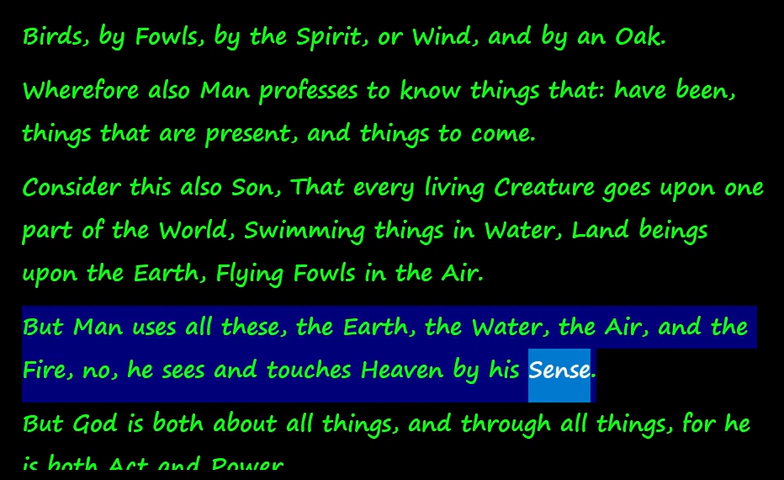 Birds, by Fowls, by the Spirit, or Wind, and by an Oak.
Wherefore also Man professes to know things that: have been,
things that are present, and things to come.
Consider this also Son, That every living Creature goes upon one
part of the World, Swimming things in Water, Land beings
upon the Earth, Flying Fowls in the Air.
But Man uses all these, the Earth, the Water, the Air, and the
Fire, no, he sees and touches Heaven by his Sense.
But God is both about all things, and through all things, for he
is both Act and Power